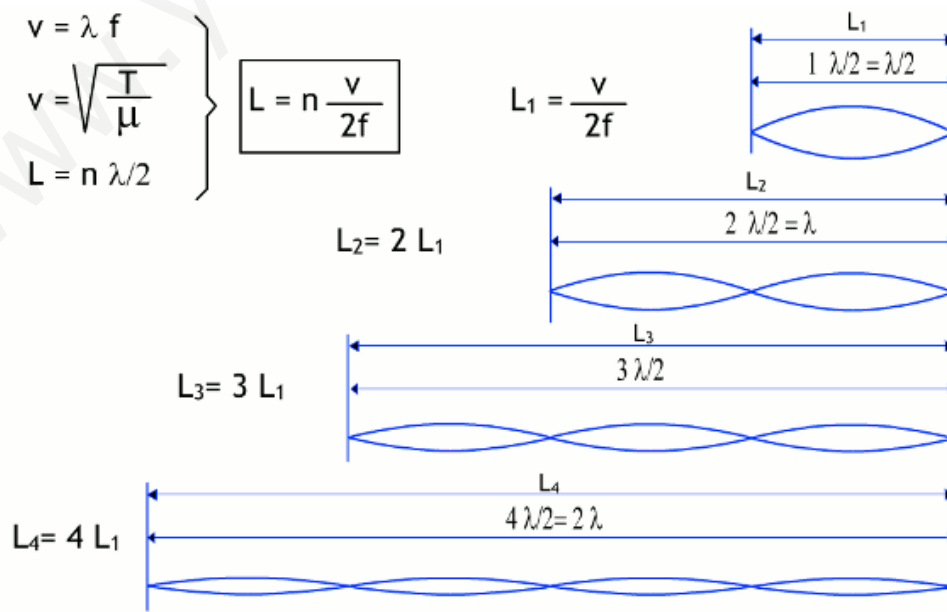 v = λ f
v = √(T/μ)
L = n λ/2
L = n v/2f
L₁ = v/2f
L₁
1 λ/2 = λ/2
L₂= 2 L₁
L₂
2 λ/2 = λ
L₃= 3 L₁
L₃
3 λ/2
L₄= 4 L₁
L₄
4 λ/2= 2 λ
www.y